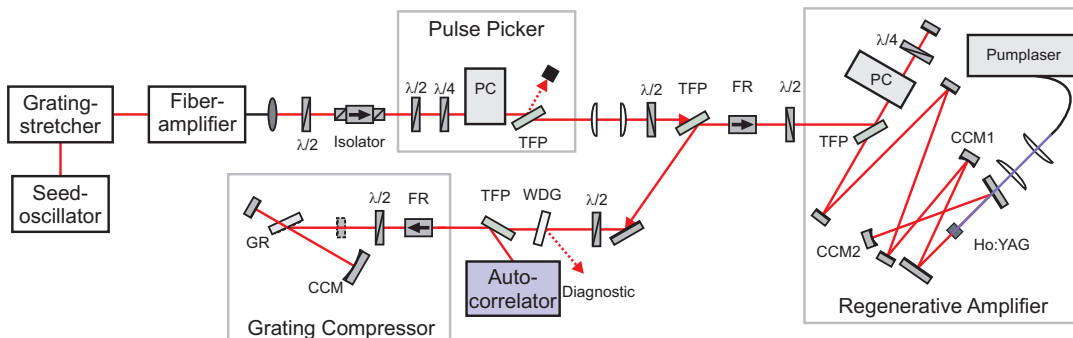 Seed-
oscillator
Grating-
stretcher
Fiber-
amplifier
λ/2
Isolator
Pulse Picker
λ/2
λ/4
PC
TFP
λ/2
TFP
FR
λ/2
TFP
PC
λ/4
Pumplaser
CCM1
CCM2
Ho:YAG
Regenerative Amplifier
λ/2
WDG
Diagnostic
TFP
Auto-
correlator
FR
λ/2
GR
CCM
Grating Compressor